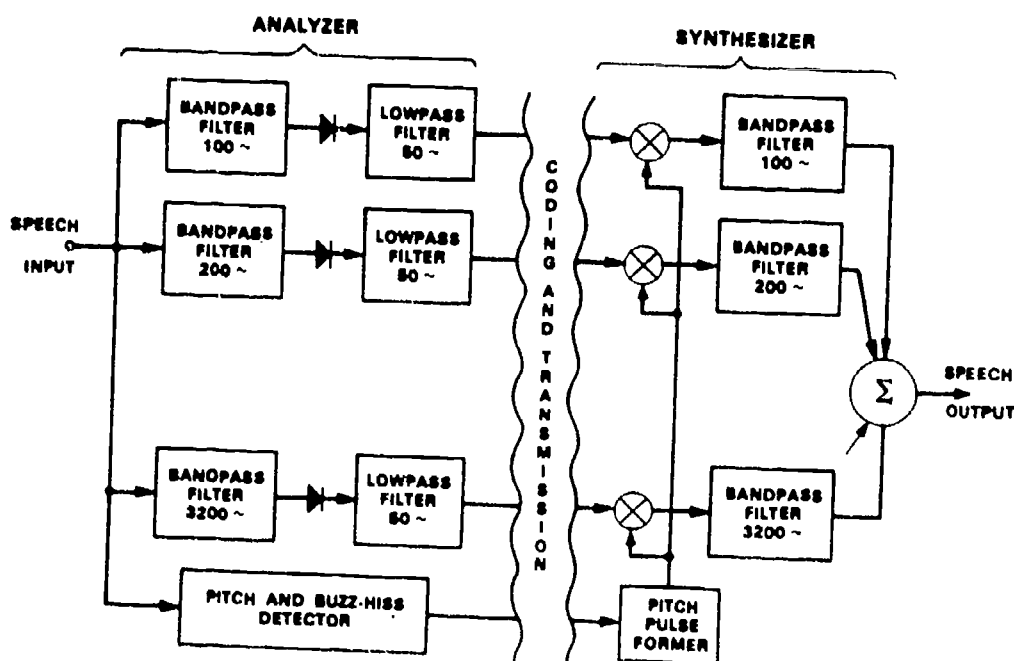 ANALYZER
SYNTHESIZER
BANDPASS
FILTER
100 ~
LOWPASS
FILTER
50 ~
BANDPASS
FILTER
100 ~
SPEECH
INPUT
BANDPASS
FILTER
200 ~
LOWPASS
FILTER
50 ~
BANDPASS
FILTER
200 ~
CODING AND TRANSMISSION
Σ
SPEECH
OUTPUT
BANDPASS
FILTER
3200 ~
LOWPASS
FILTER
50 ~
BANDPASS
FILTER
3200 ~
PITCH AND BUZZ-HISS
DETECTOR
PITCH
PULSE
FORMER